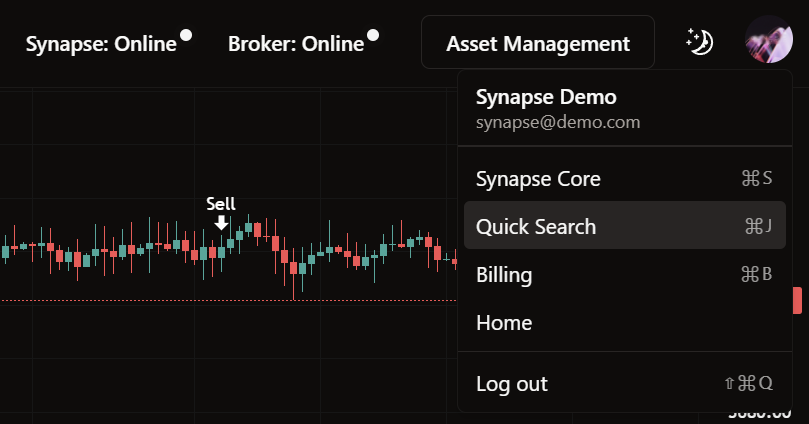 Synapse: Online
Broker: Online
Asset Management
Synapse Demo
synapse@demo.com
Synapse Core ⌘S
Quick Search ⌘J
Billing ⌘B
Home
Log out ⇧⌘Q
Sell